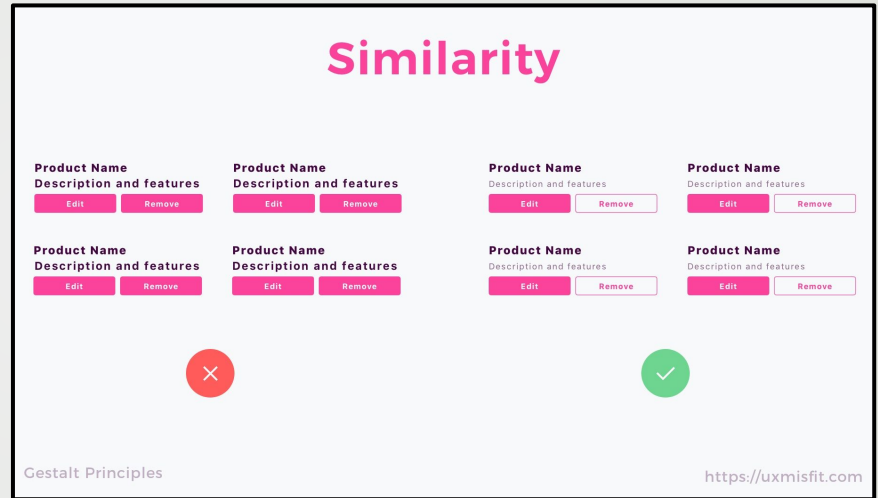 Similarity
Product Name
Description and features
Edit Remove
Product Name
Description and features
Edit Remove
Product Name
Description and features
Edit Remove
Product Name
Description and features
Edit Remove
Product Name
Description and features
Edit Remove
Product Name
Description and features
Edit Remove
Product Name
Description and features
Edit Remove
Product Name
Description and features
Edit Remove
Gestalt Principles
https://uxmisfit.com